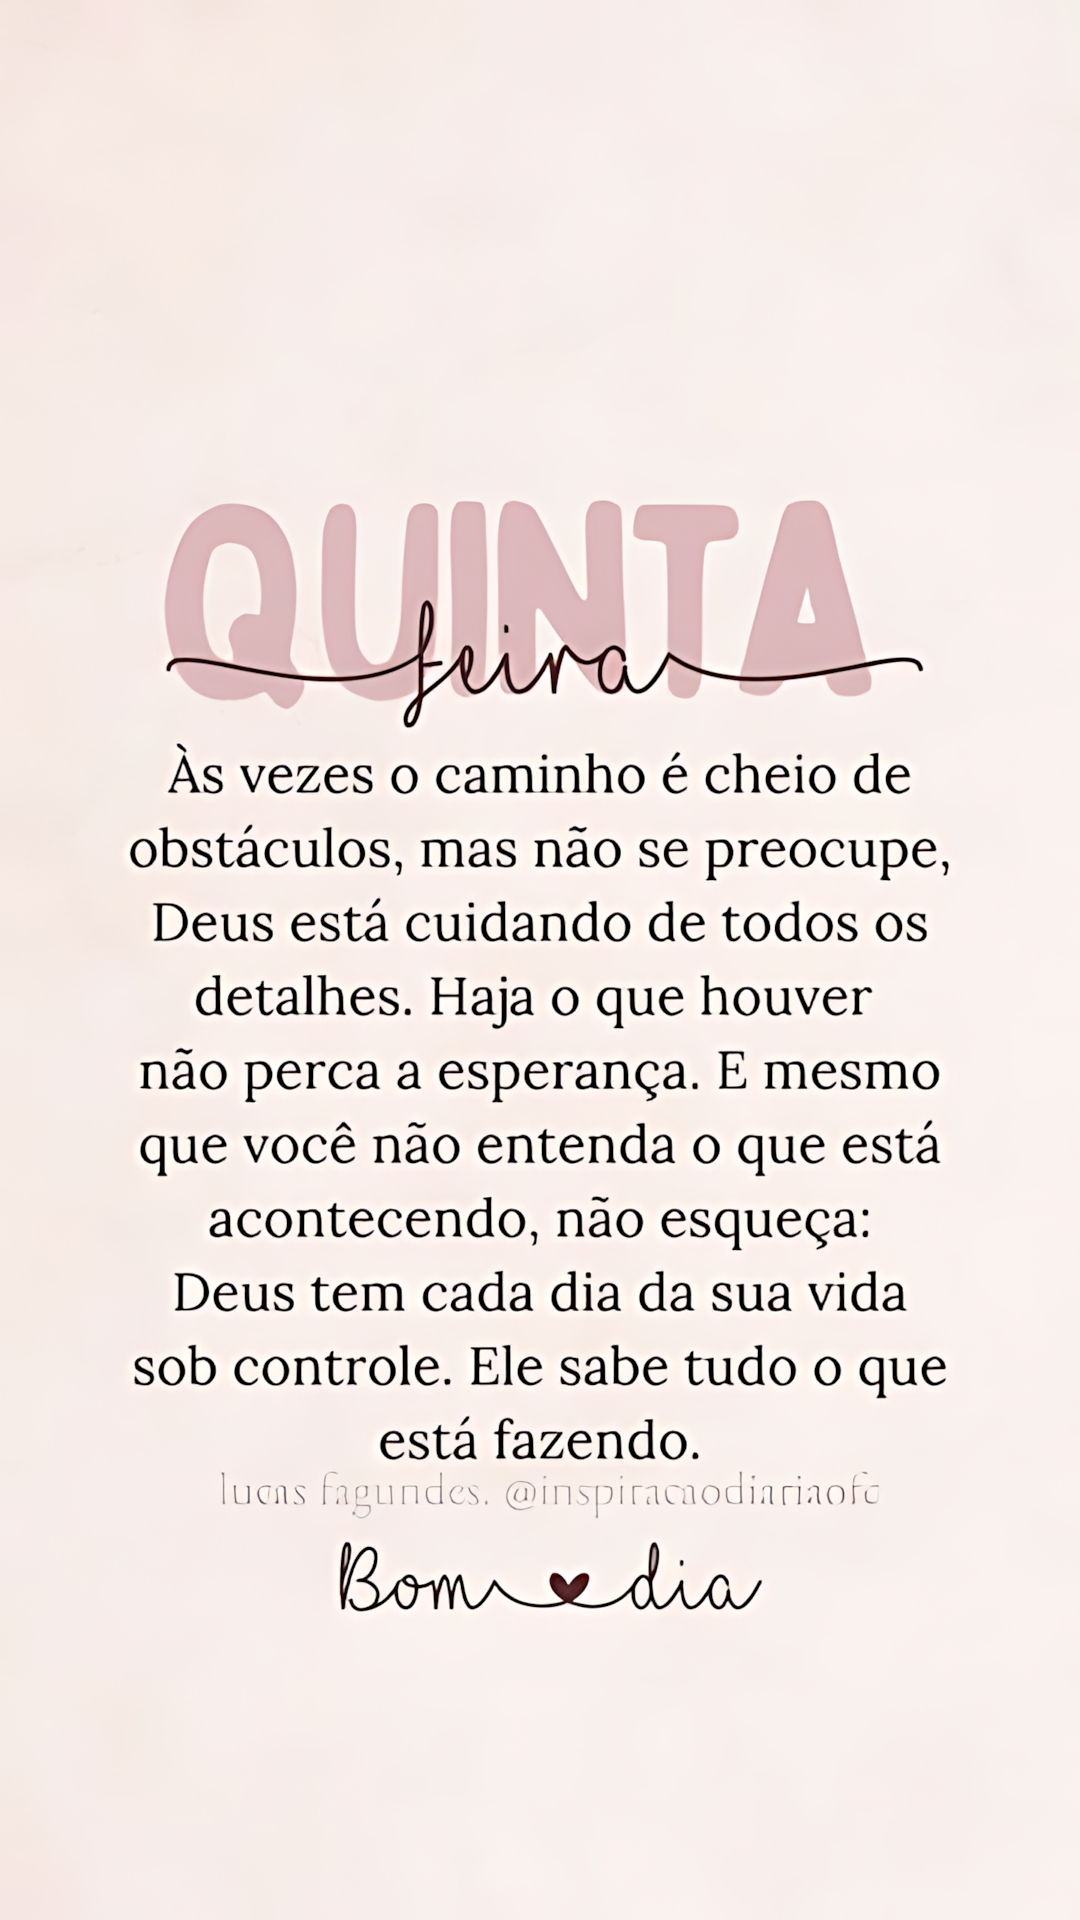 QUINTA
feira
Às vezes o caminho é cheio de
obstáculos, mas não se preocupe,
Deus está cuidando de todos os
detalhes. Haja o que houver
não perca a esperança. E mesmo
que você não entenda o que está
acontecendo, não esqueça:
Deus tem cada dia da sua vida
sob controle. Ele sabe tudo o que
está fazendo.
lucas fagundes. @inspiracaodiariaofc
Bom dia